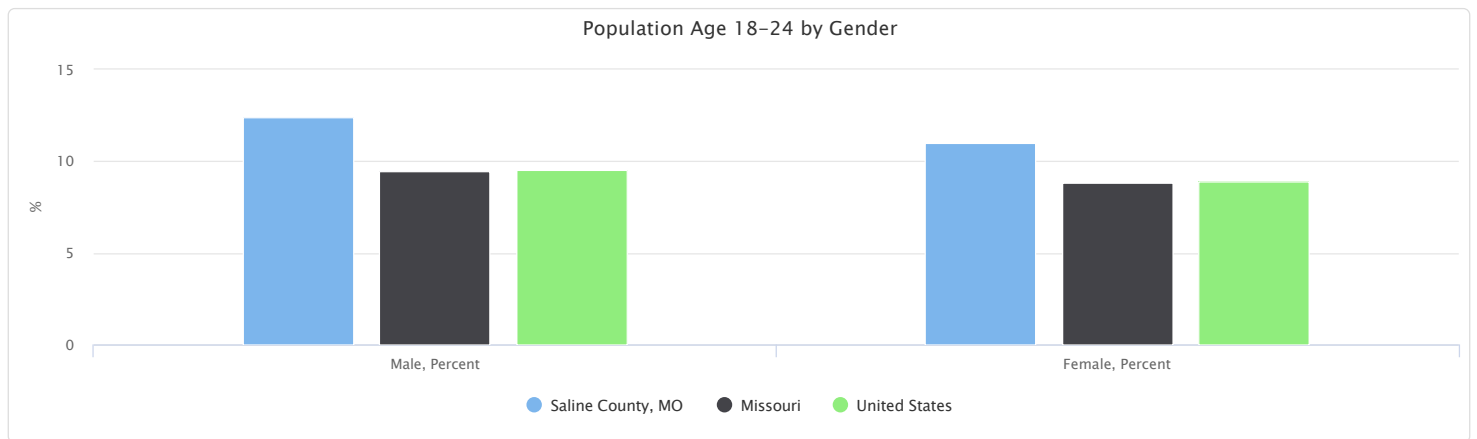 Population Age 18-24 by Gender
15
10
5
0
%
Male, Percent
Female, Percent
Saline County, MO
Missouri
United States